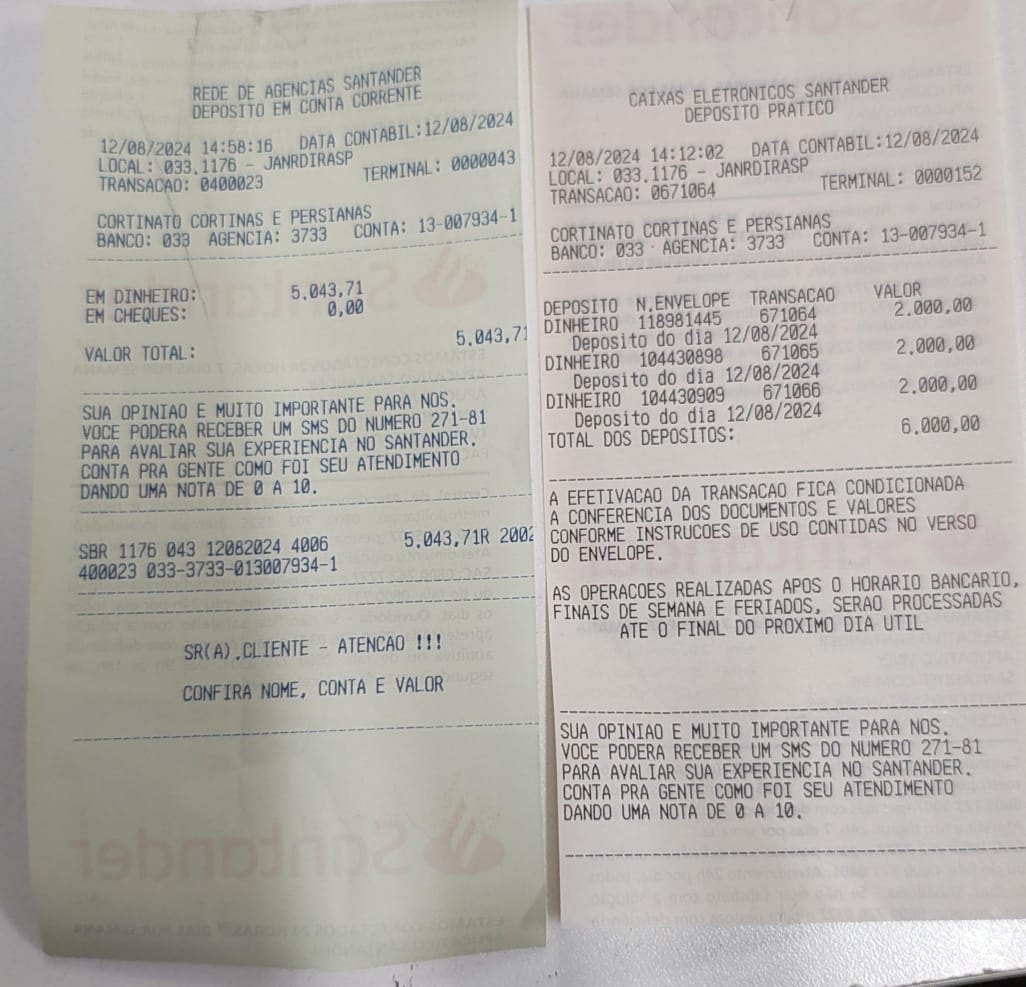 REDE DE AGENCIAS SANTANDER
DEPOSITO EM CONTA CORRENTE
12/08/2024 14:58:16 DATA CONTABIL:12/08/2024
LOCAL: 033.1176 - JANRDIRASP TERMINAL: 0000043
TRANSACAO: 0400023
CORTINATO CORTINAS E PERSIANAS
BANCO: 033 AGENCIA: 3733 CONTA: 13-007934-1
EM DINHEIRO: 5.043,71
EM CHEQUES: 0,00
VALOR TOTAL: 5.043,71
SUA OPINIAO E MUITO IMPORTANTE PARA NOS.
VOCE PODERA RECEBER UM SMS DO NUMERO 271-81
PARA AVALIAR SUA EXPERIENCIA NO SANTANDER.
CONTA PRA GENTE COMO FOI SEU ATENDIMENTO
DANDO UMA NOTA DE 0 A 10.
SBR 1176 043 12082024 4006 5.043,71R 2002
400023 033-3733-013007934-1
SR(A).CLIENTE - ATENCAO !!!
CONFIRA NOME, CONTA E VALOR
Santander
CAIXAS ELETRONICOS SANTANDER
DEPOSITO PRATICO
12/08/2024 14:12:02 DATA CONTABIL:12/08/2024
LOCAL: 033.1176 - JANRDIRASP TERMINAL: 0000152
TRANSACAO: 0671064
CORTINATO CORTINAS E PERSIANAS
BANCO: 033 AGENCIA: 3733 CONTA: 13-007934-1
DEPOSITO N.ENVELOPE TRANSACAO VALOR
DINHEIRO 118981445 671064 2.000,00
Deposito do dia 12/08/2024
DINHEIRO 104430898 671065 2.000,00
Deposito do dia 12/08/2024
DINHEIRO 104430909 671066 2.000,00
Deposito do dia 12/08/2024
TOTAL DOS DEPOSITOS: 6.000,00
A EFETIVACAO DA TRANSACAO FICA CONDICIONADA
A CONFERENCIA DOS DOCUMENTOS E VALORES
CONFORME INSTRUCOES DE USO CONTIDAS NO VERSO
DO ENVELOPE.
AS OPERACOES REALIZADAS APOS O HORARIO BANCARIO,
FINAIS DE SEMANA E FERIADOS, SERAO PROCESSADAS
ATE O FINAL DO PROXIMO DIA UTIL
SUA OPINIAO E MUITO IMPORTANTE PARA NOS.
VOCE PODERA RECEBER UM SMS DO NUMERO 271-81
PARA AVALIAR SUA EXPERIENCIA NO SANTANDER.
CONTA PRA GENTE COMO FOI SEU ATENDIMENTO
DANDO UMA NOTA DE 0 A 10.